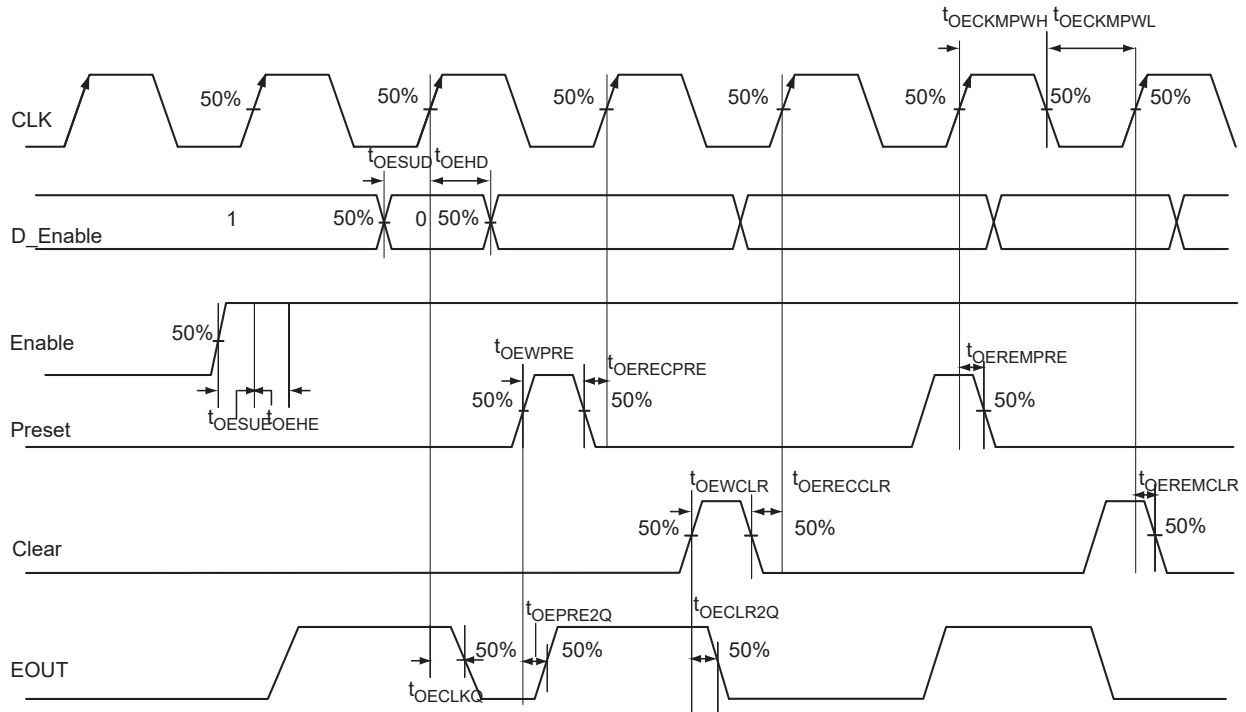 tOECKMPWH tOECKMPWL
CLK 50% 50% 50% 50% 50% 50% 50%
tOESUD tOEHD
D_Enable 1 50% 0 50%
Enable 50%
tOESUE tOEHE
tOEWPRE tOERECPRE tOEREMPRE
Preset 50% 50% 50%
tOEWCLR tOERECCLR tOEREMCLR
Clear 50% 50% 50%
tOEPRE2Q tOECLR2Q
EOUT 50% 50% 50%
tOECLKQ